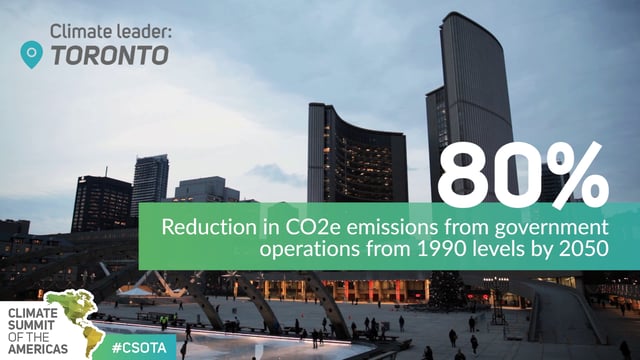 Climate leader:
TORONTO
80%
Reduction in CO2e emissions from government
operations from 1990 levels by 2050
CLIMATE
SUMMIT
OF THE
AMERICAS
#CSOTA